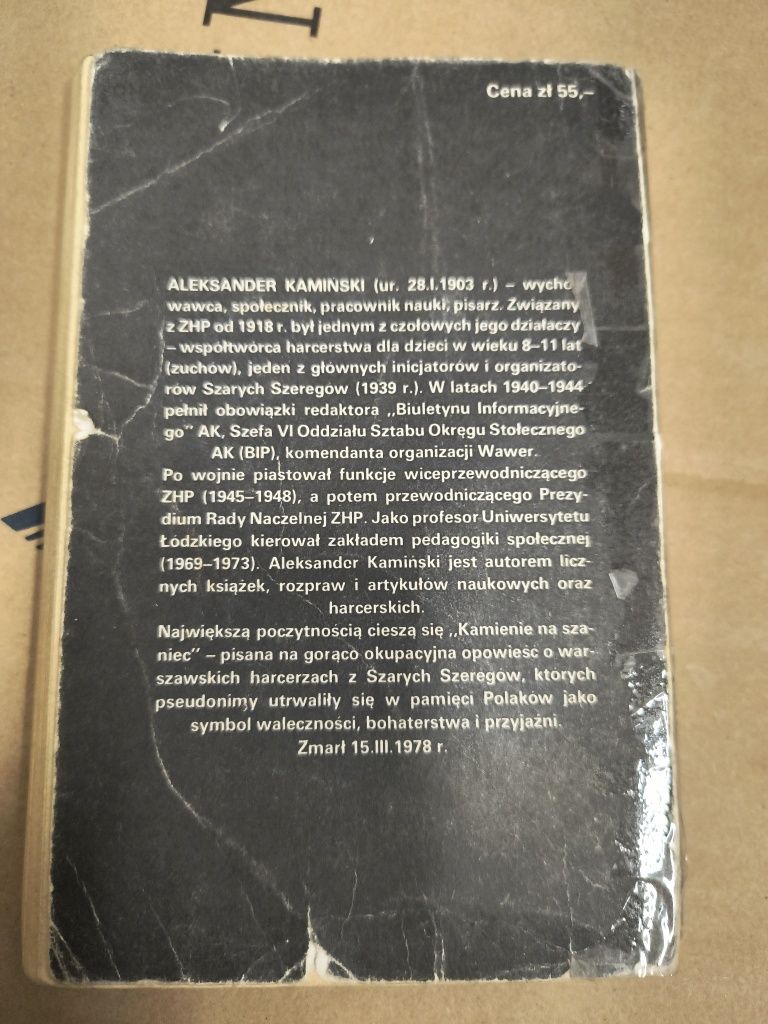 M
Cena zł 55,–
ALEKSANDER KAMIŃSKI (ur. 28.I.1903 r.) – wycho-
wawca, społecznik, pracownik nauki, pisarz. Związany
z ZHP od 1918 r. był jednym z czołowych jego działaczy
– współtwórca harcerstwa dla dzieci w wieku 8–11 lat
(zuchów), jeden z głównych inicjatorów i organizato-
rów Szarych Szeregów (1939 r.). W latach 1940–1944
pełnił obowiązki redaktora „Biuletynu Informacyjne-
go” AK, Szefa VI Oddziału Sztabu Okręgu Stołecznego
AK (BIP), komendanta organizacji Wawer.
Po wojnie piastował funkcje wiceprzewodniczącego
ZHP (1945–1948), a potem przewodniczącego Prezy-
dium Rady Naczelnej ZHP. Jako profesor Uniwersytetu
Łódzkiego kierował zakładem pedagogiki społecznej
(1969–1973). Aleksander Kamiński jest autorem licz-
nych książek, rozpraw i artykułów naukowych oraz
harcerskich.
Największą poczytnością cieszą się „Kamienie na sza-
niec” – pisana na gorąco okupacyjna opowieść o war-
szawskich harcerzach z Szarych Szeregów, których
pseudonimy utrwaliły się w pamięci Polaków jako
symbol waleczności, bohaterstwa i przyjaźni.
Zmarł 15.III.1978 r.